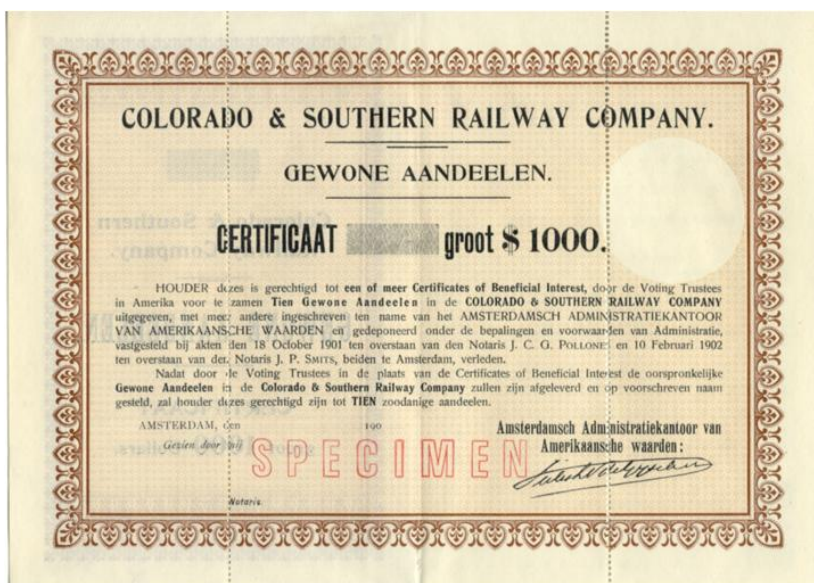 COLORADO & SOUTHERN RAILWAY COMPANY.
GEWONE AANDEELEN.
CERTIFICAAT groot $ 1000.
HOUDER dezes is gerechtigd tot een of meer Certificates of Beneficial Interest, door de Voting Trustees
in Amerika voor te zamen Tien Gewone Aandeelen in de COLORADO & SOUTHERN RAILWAY COMPANY
uitgegeven, met meer andere ingeschreven ten name van het AMSTERDAMSCH ADMINISTRATIEKANTOOR
VAN AMERIKAANSCHE WAARDEN en gedeponeerd onder de bepalingen en voorwaarden van Administratie,
vastgesteld bij akten den 18 October 1901 ten overstaan van den Notaris J. C. G. POLLONES en 10 Februari 1902
ten overstaan van den Notaris J. P. SMITS, beiden te Amsterdam, verleden.
Nadat door de Voting Trustees in de plaats van de Certificates of Beneficial Interest de oorspronkelijke
Gewone Aandeelen in de Colorado & Southern Railway Company zullen zijn afgeleverd en op voorschreven naam
gesteld, zal houder dezes gerechtigd zijn tot TIEN zoodanige aandeelen.
AMSTERDAM, den 190
Gezien door mij
SPECIMEN
Amsterdamsch Administratiekantoor van
Amerikaansche waarden:
Notaris.